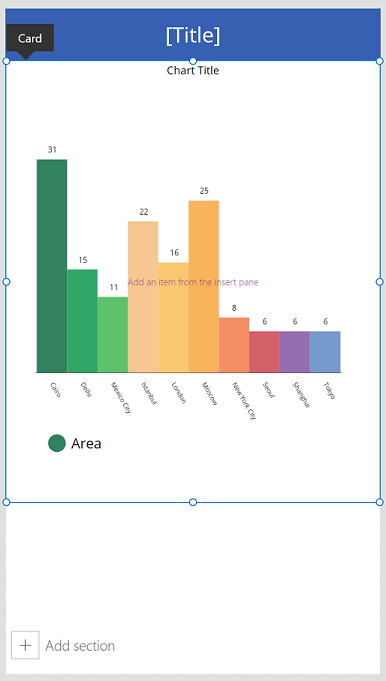 Card
[Title]
Chart Title
31
15
11
22
16
25
8
6
6
6
Add an item from the Insert pane
Cairo
Delhi
Mexico City
Istanbul
London
Moscow
New York City
Seoul
Shanghai
Tokyo
Area
Add section